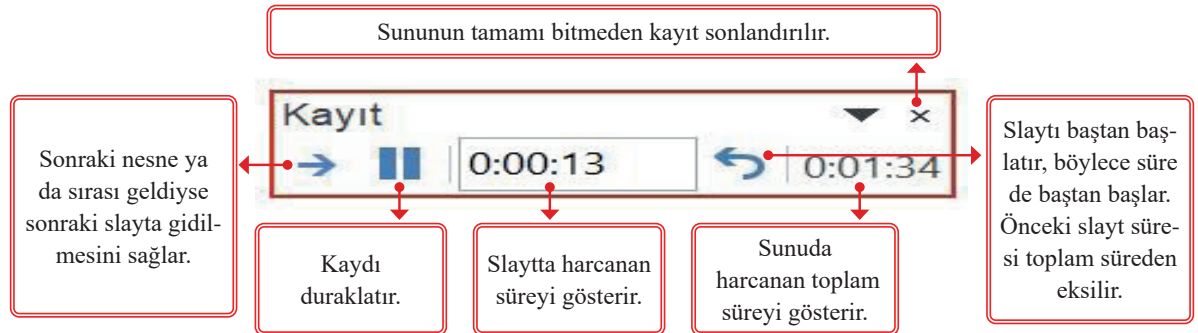 Sununun tamamı bitmeden kayıt sonlandırılır.
Kayıt
0:00:13
0:01:34
Sonraki nesne ya
da sırası geldiyse
sonraki slayta gidil-
mesini sağlar.
Kaydı
duraklatır.
Slaytta harcanan
süreyi gösterir.
Sunuda
harcanan toplam
süreyi gösterir.
Slaytı baştan baş-
latır, böylece süre
de baştan başlar.
Önceki slayt süre-
si toplam süreden
eksilir.